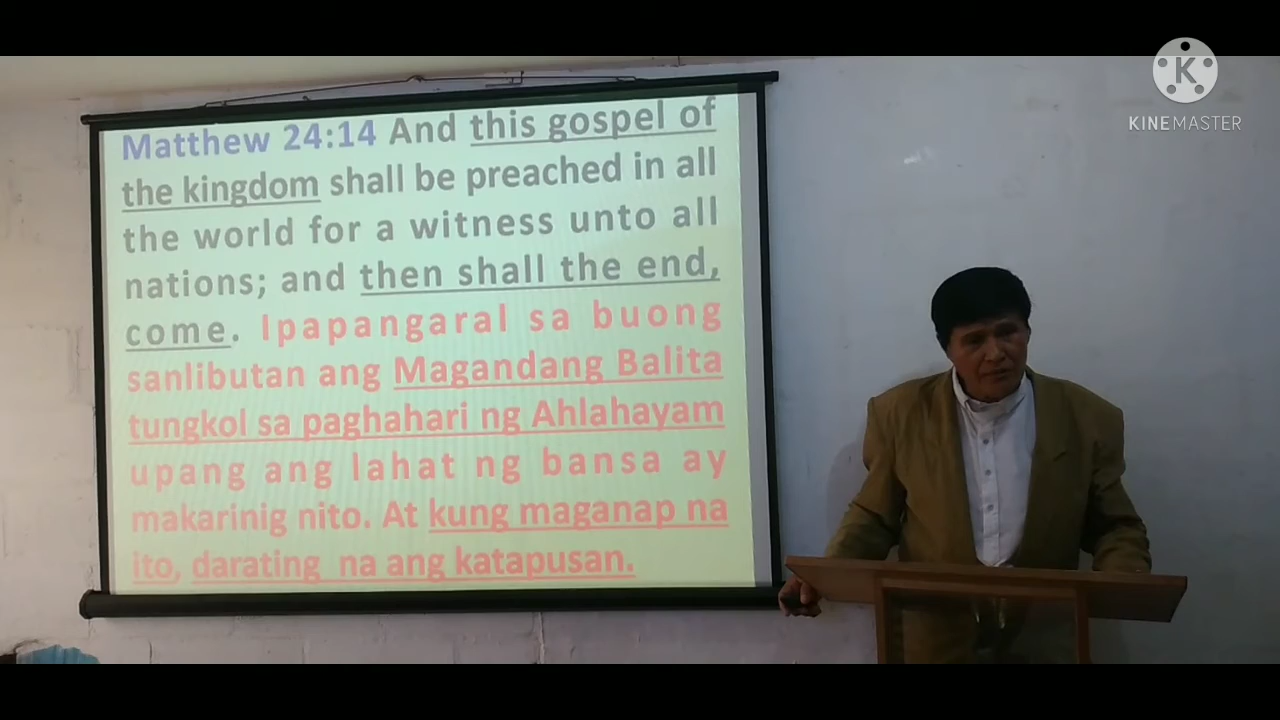 Matthew 24:14 And this gospel of
the kingdom shall be preached in all
the world for a witness unto all
nations; and then shall the end,
come. Ipapangaral sa buong
sanlibutan ang Magandang Balita
tungkol sa paghahari ng Ahlahayam
upang ang lahat ng bansa ay
makarinig nito. At kung maganap na
ito, darating na ang katapusan.
K
KINEMASTER